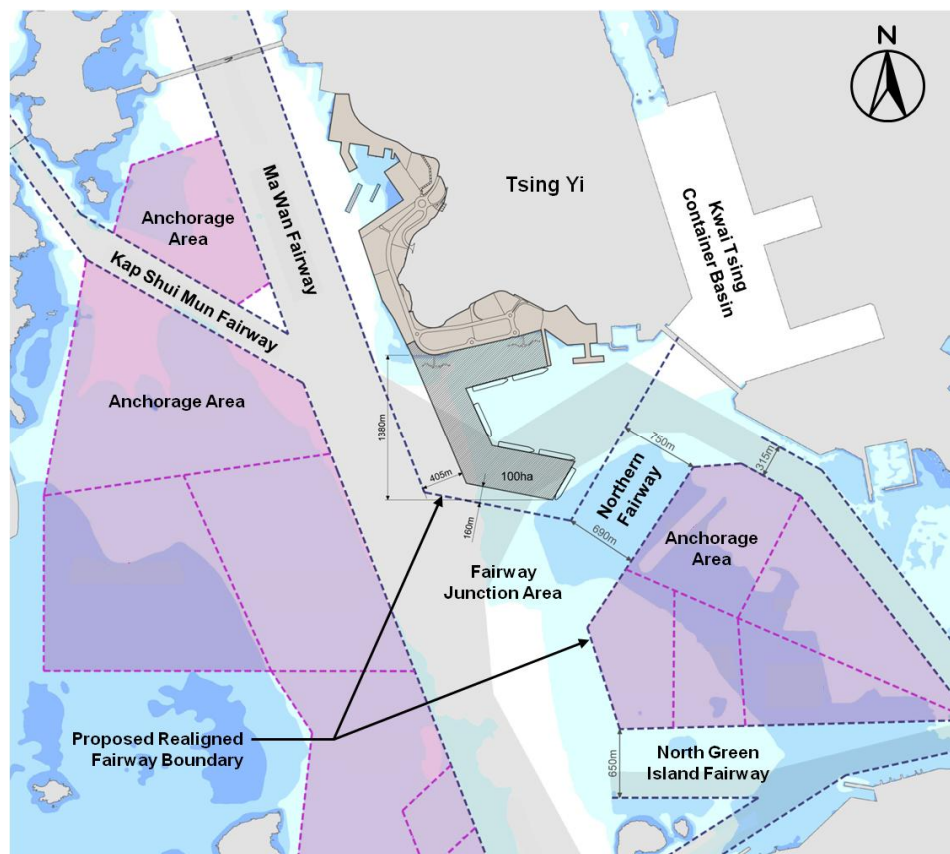 N
Tsing Yi
Kwai Tsing
Container Basin
Ma Wan Fairway
Anchorage
Area
Kap Shui Mun Fairway
Anchorage Area
1380m
405m
100ha
160m
750m
315m
Northern
Fairway
690m
Anchorage
Area
Fairway
Junction Area
Proposed Realigned
Fairway Boundary
650m
North Green
Island Fairway